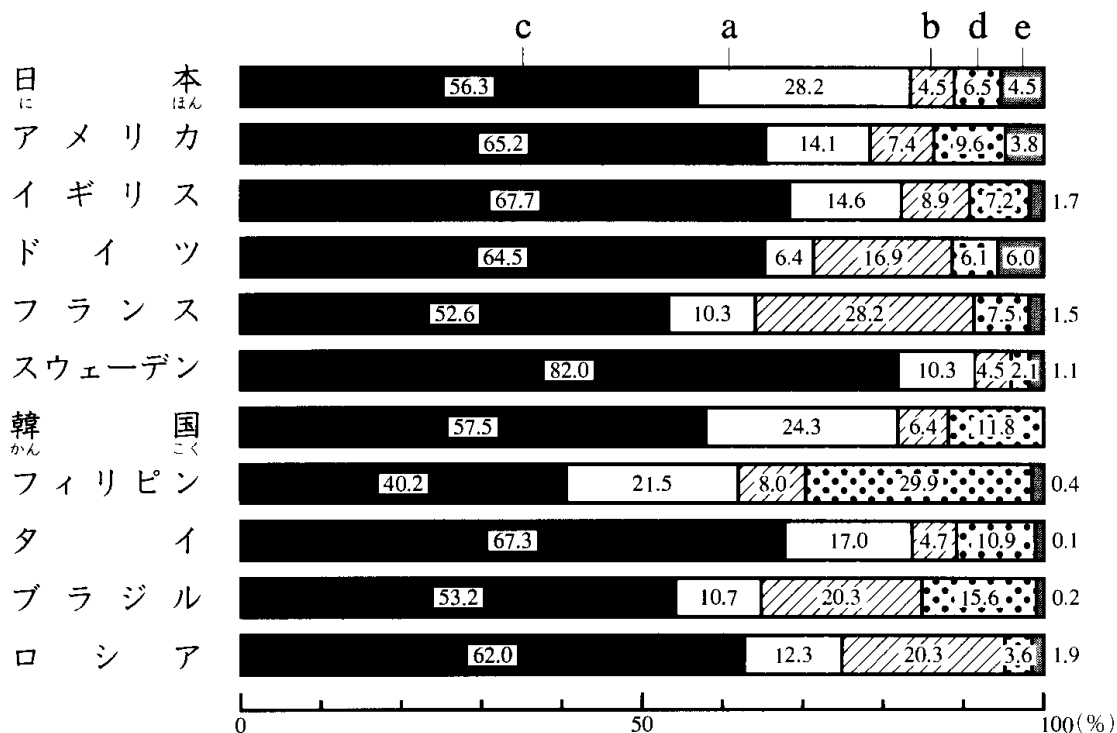 c a b d e
日本 56.3 28.2 4.5 6.5 4.5
にほん
アメリカ 65.2 14.1 7.4 9.6 3.8
イギリス 67.7 14.6 8.9 7.2 1.7
ドイツ 64.5 6.4 16.9 6.1 6.0
フランス 52.6 10.3 28.2 7.5 1.5
スウェーデン 82.0 10.3 4.5 2.1 1.1
韓国 57.5 24.3 6.4 11.8
かんこく
フィリピン 40.2 21.5 8.0 29.9 0.4
タイ 67.3 17.0 4.7 10.9 0.1
ブラジル 53.2 10.7 20.3 15.6 0.2
ロシア 62.0 12.3 20.3 3.6 1.9
0 50 100(%)